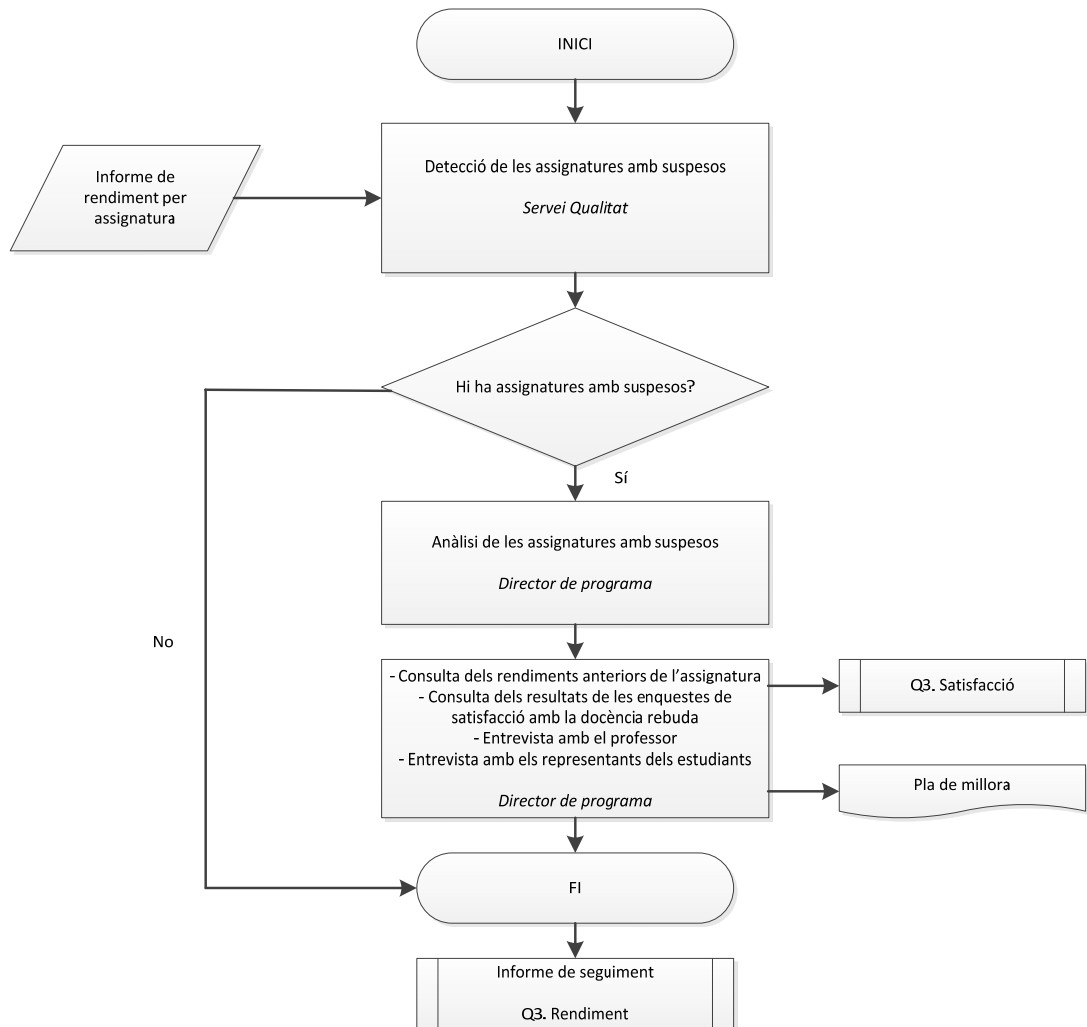 INICI
Informe de
rendiment per
assignatura
Detecció de les assignatures amb suspesos
Servei Qualitat
Hi ha assignatures amb suspesos?
Sí
No
Anàlisi de les assignatures amb suspesos
Director de programa
- Consulta dels rendiments anteriors de l’assignatura
- Consulta dels resultats de les enquestes de
satisfacció amb la docència rebuda
- Entrevista amb el professor
- Entrevista amb els representants dels estudiants
Director de programa
Q3. Satisfacció
Pla de millora
FI
Informe de seguiment
Q3. Rendiment